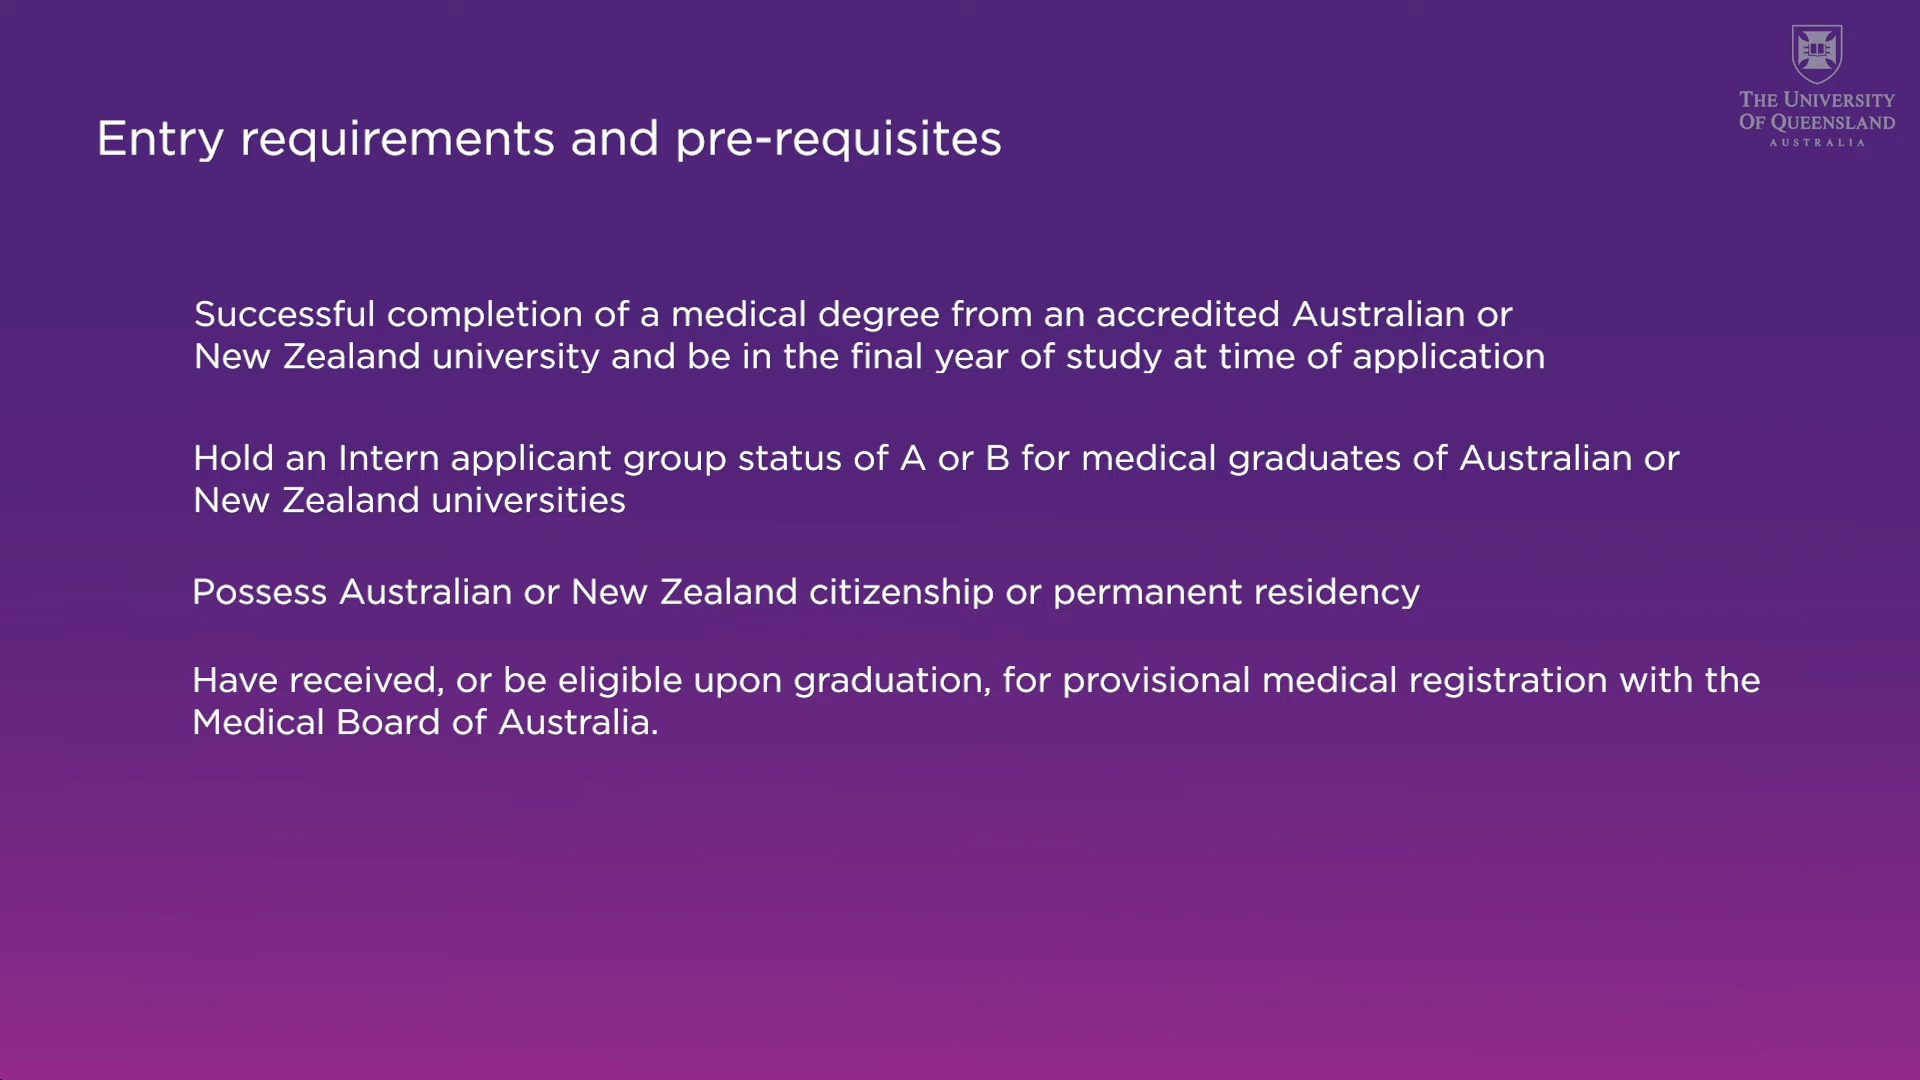 THE UNIVERSITY
OF QUEENSLAND
AUSTRALIA
Entry requirements and pre-requisites
Successful completion of a medical degree from an accredited Australian or
New Zealand university and be in the final year of study at time of application
Hold an Intern applicant group status of A or B for medical graduates of Australian or
New Zealand universities
Possess Australian or New Zealand citizenship or permanent residency
Have received, or be eligible upon graduation, for provisional medical registration with the
Medical Board of Australia.